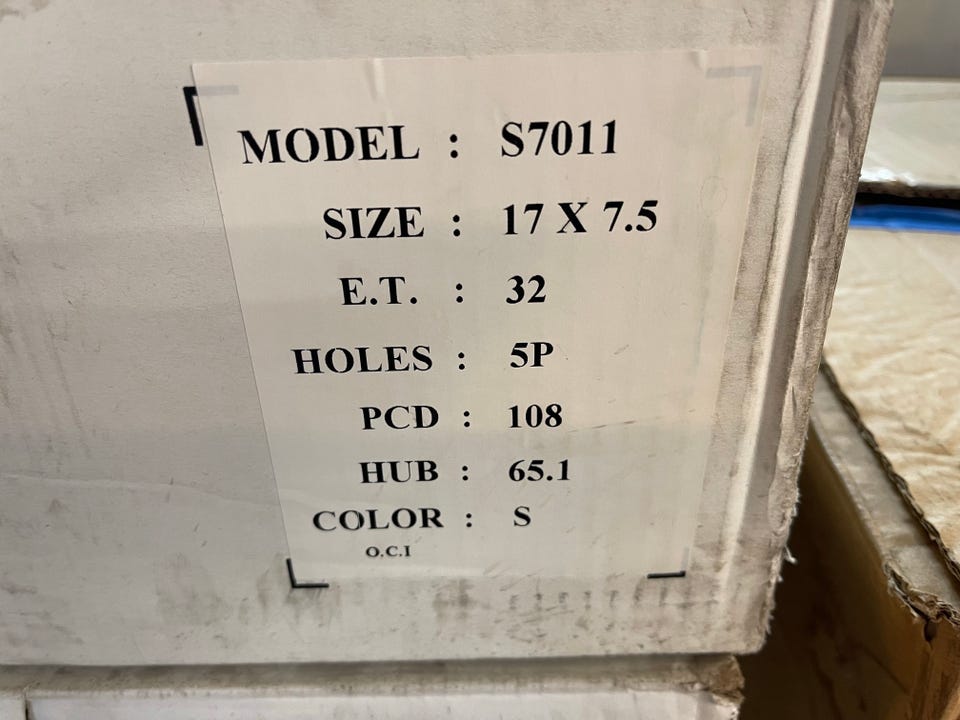 MODEL : S7011
SIZE : 17 X 7.5
E.T. : 32
HOLES : 5P
PCD : 108
HUB : 65.1
COLOR : S
O.C.I